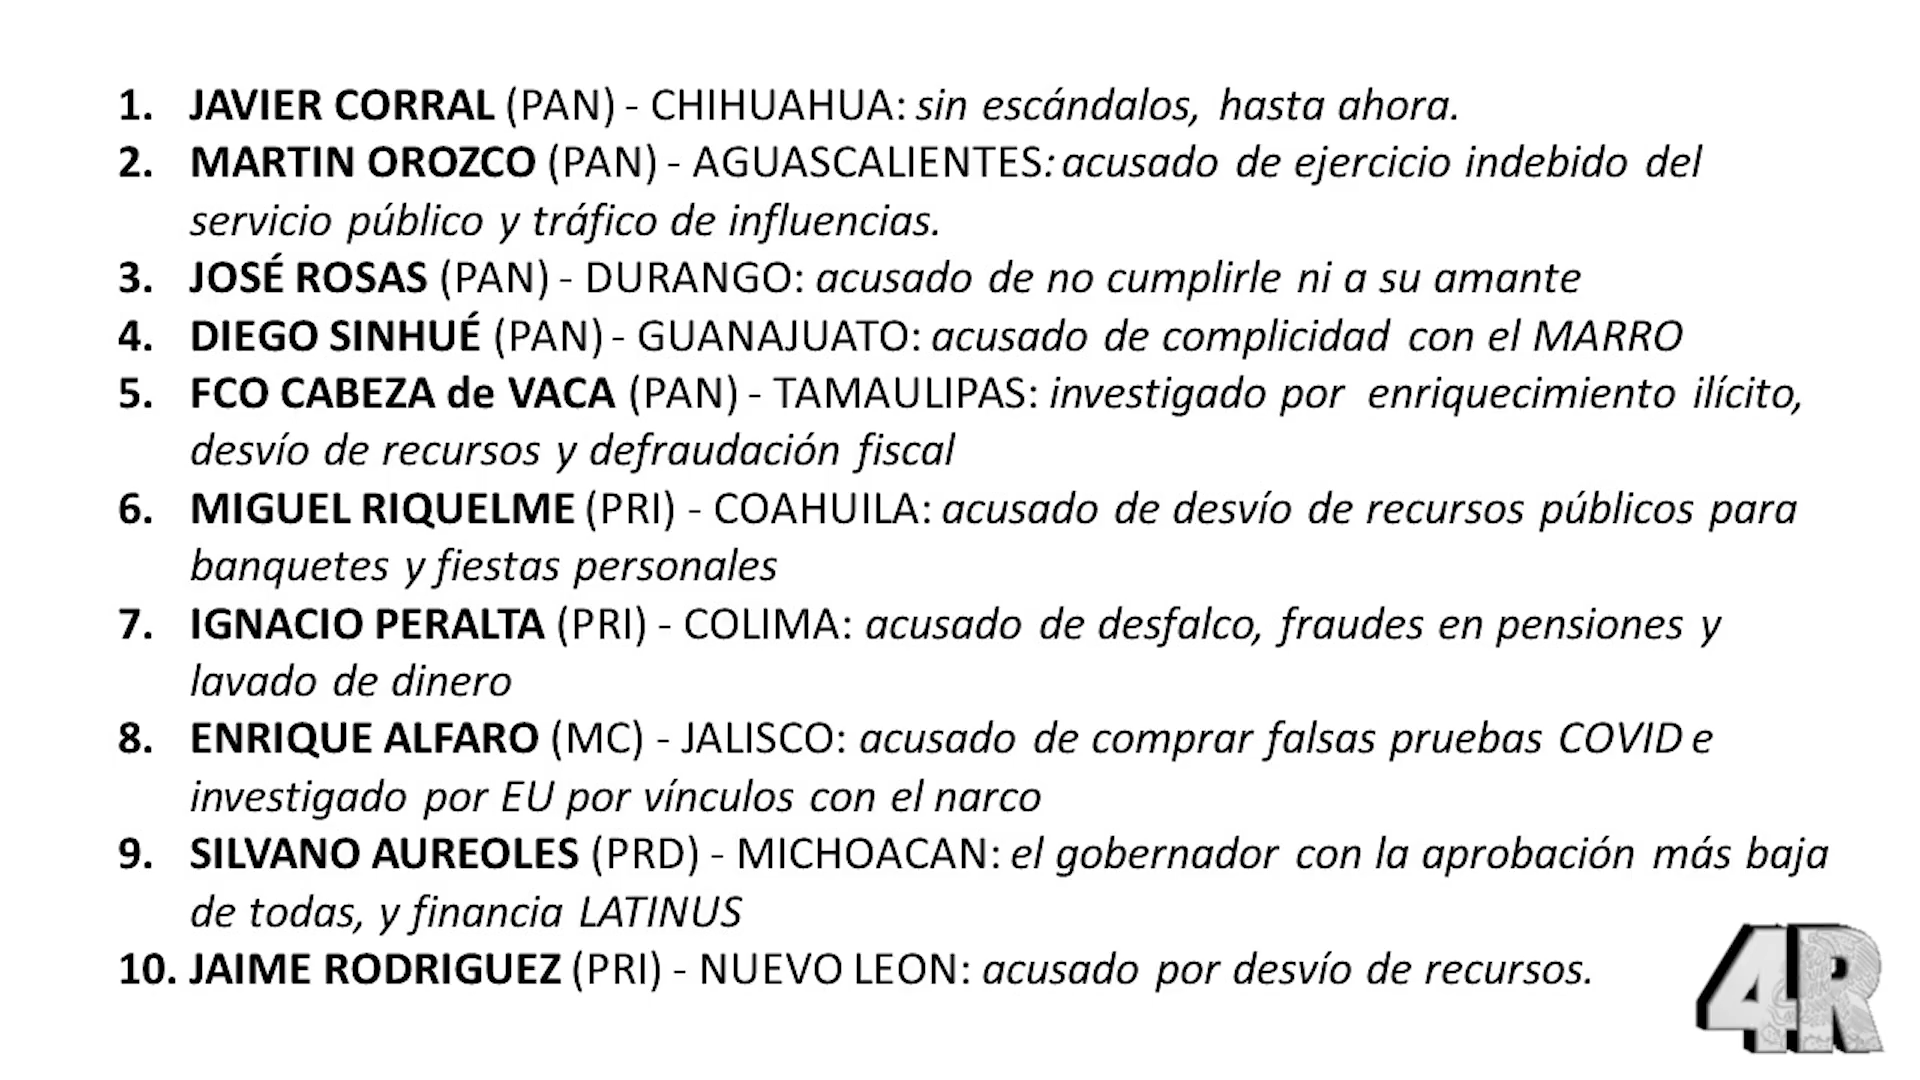 1. JAVIER CORRAL (PAN) - CHIHUAHUA: sin escándalos, hasta ahora.
2. MARTIN OROZCO (PAN) - AGUASCALIENTES: acusado de ejercicio indebido del
servicio público y tráfico de influencias.
3. JOSÉ ROSAS (PAN) - DURANGO: acusado de no cumplirle ni a su amante
4. DIEGO SINHUÉ (PAN) - GUANAJUATO: acusado de complicidad con el MARRO
5. FCO CABEZA de VACA (PAN) - TAMAULIPAS: investigado por enriquecimiento ilícito,
desvío de recursos y defraudación fiscal
6. MIGUEL RIQUELME (PRI) - COAHUILA: acusado de desvío de recursos públicos para
banquetes y fiestas personales
7. IGNACIO PERALTA (PRI) - COLIMA: acusado de desfalco, fraudes en pensiones y
lavado de dinero
8. ENRIQUE ALFARO (MC) - JALISCO: acusado de comprar falsas pruebas COVID e
investigado por EU por vínculos con el narco
9. SILVANO AUREOLES (PRD) - MICHOACAN: el gobernador con la aprobación más baja
de todas, y financia LATINUS
10. JAIME RODRIGUEZ (PRI) - NUEVO LEON: acusado por desvío de recursos.
4R